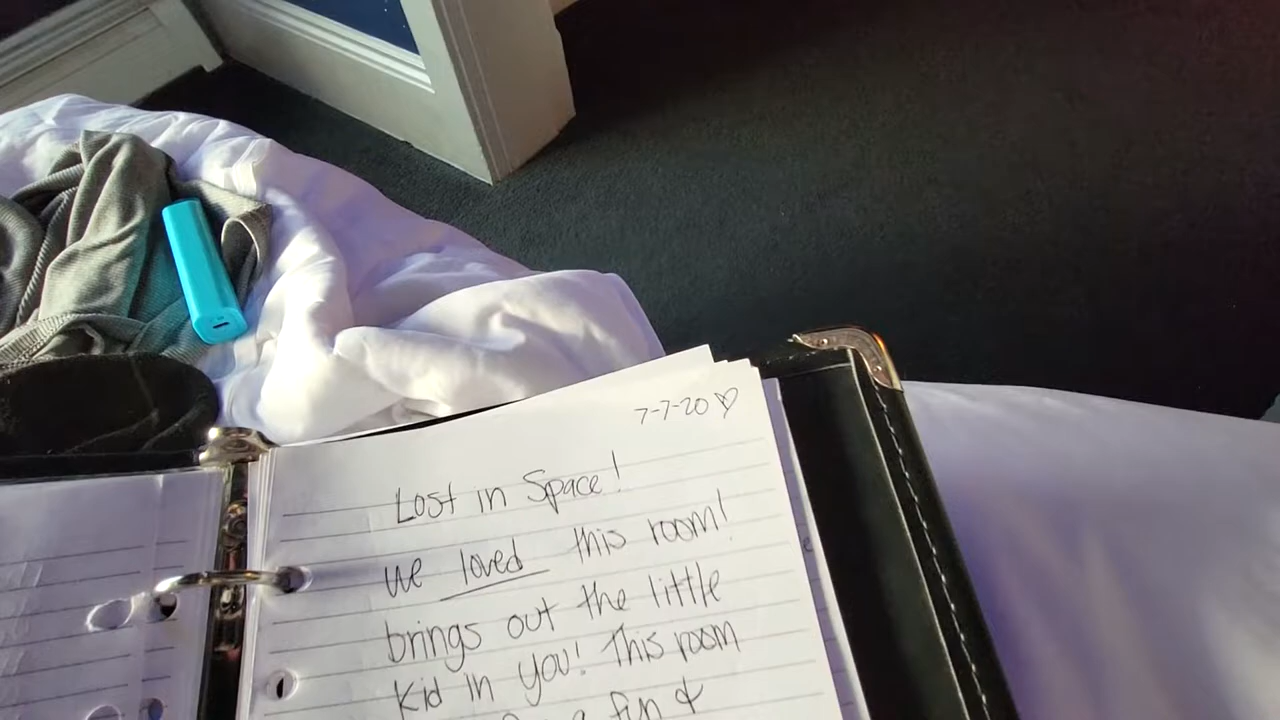 7-7-20 ♡
Lost in Space!
we loved this room!
brings out the little
kid in you! This room
a fun &